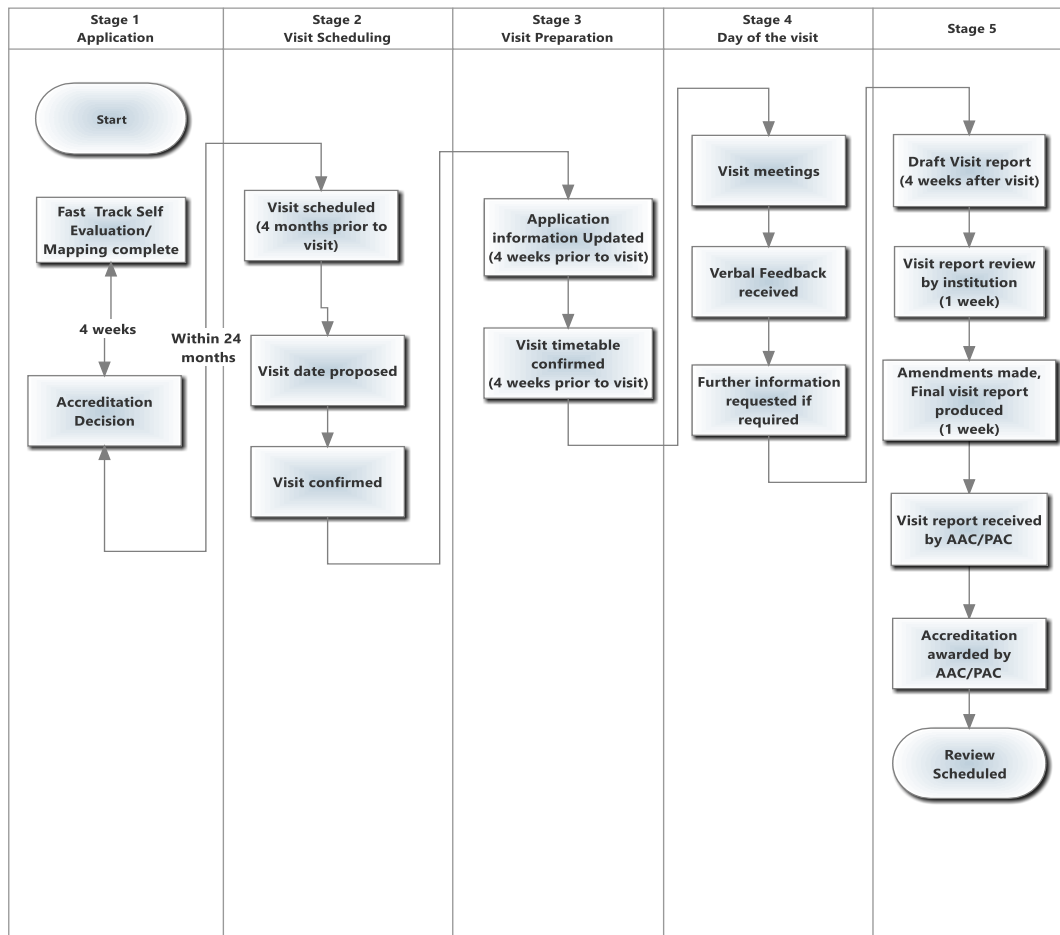 Stage 1
Application
Stage 2
Visit Scheduling
Stage 3
Visit Preparation
Stage 4
Day of the visit
Stage 5
Start
Fast  Track Self
Evaluation/
Mapping complete
4 weeks
Accreditation
Decision
Within 24
months
Visit scheduled
(4 months prior to
visit)
Visit date proposed
Visit confirmed
Application
information Updated
(4 weeks prior to visit)
Visit timetable
confirmed
(4 weeks prior to visit)
Visit meetings
Verbal Feedback
received
Further information
requested if
required
Draft Visit report
(4 weeks after visit)
Visit report review
by institution
(1 week)
Amendments made,
Final visit report
produced
(1 week)
Visit report received
by AAC/PAC
Accreditation
awarded by
AAC/PAC
Review
Scheduled